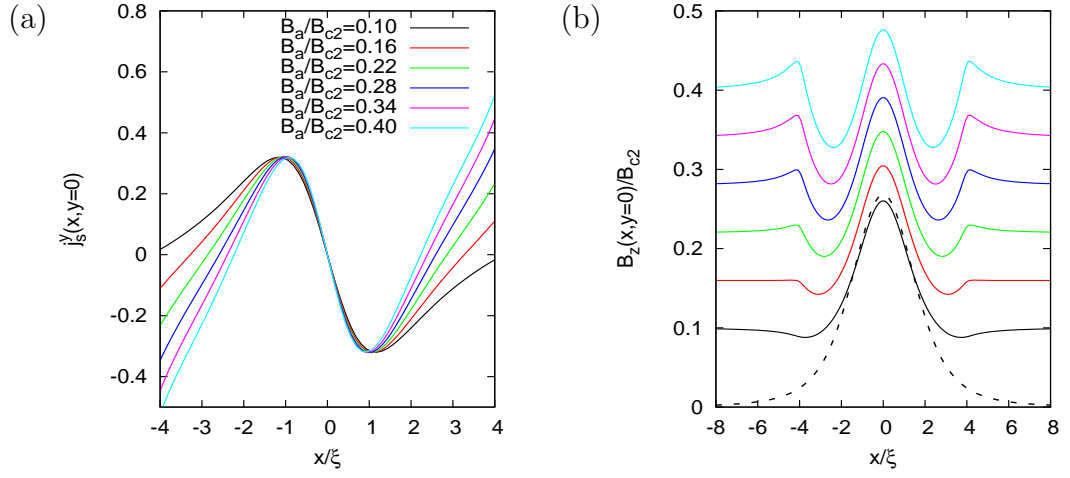 (a)
0.8
0.6
0.4
0.2
0
-0.2
-0.4
j_s^y(x,y=0)
B_a/B_c2=0.10
B_a/B_c2=0.16
B_a/B_c2=0.22
B_a/B_c2=0.28
B_a/B_c2=0.34
B_a/B_c2=0.40
-4 -3 -2 -1 0 1 2 3 4
x/ξ
(b)
0.5
0.4
0.3
0.2
0.1
0
B_z(x,y=0)/B_c2
-8 -6 -4 -2 0 2 4 6 8
x/ξ